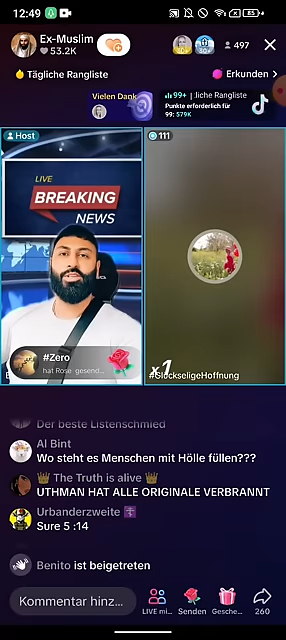 12:49
Ex-Muslim
53.2K
497
Tägliche Rangliste
Erkunden
Vielen Dank
99+ :liche Rangliste
Punkte erforderlich für
99: 579K
Host
111
LIVE
BREAKING
NEWS
#Zero
hat Rose gesend...
x1
#GlückseligeHoffnung
Der beste Listenschmied
Al Bint
Wo steht es Menschen mit Hölle füllen???
The Truth is alive
UTHMAN HAT ALLE ORIGINALE VERBRANNT
Urbanderzweite
Sure 5 :14
Benito ist beigetreten
Kommentar hinz...
LIVE mi...
Senden
Gesche...
260